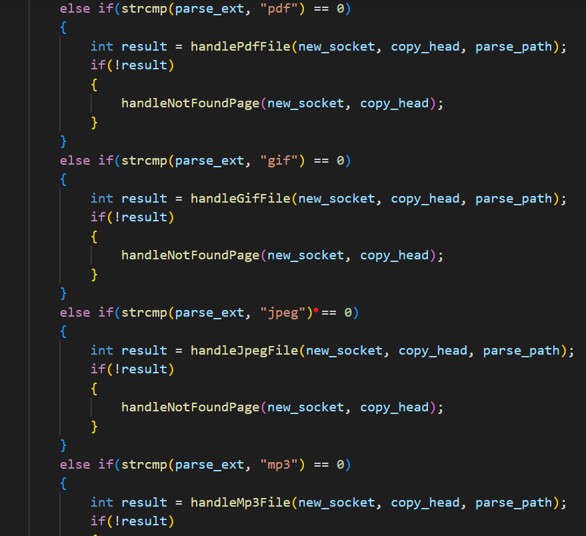 else if(strcmp(parse_ext, "pdf") == 0)
{
int result = handlePdfFile(new_socket, copy_head, parse_path);
if(!result)
{
handleNotFoundPage(new_socket, copy_head);
}
}
else if(strcmp(parse_ext, "gif") == 0)
{
int result = handleGifFile(new_socket, copy_head, parse_path);
if(!result)
{
handleNotFoundPage(new_socket, copy_head);
}
}
else if(strcmp(parse_ext, "jpeg") == 0)
{
int result = handleJpegFile(new_socket, copy_head, parse_path);
if(!result)
{
handleNotFoundPage(new_socket, copy_head);
}
}
else if(strcmp(parse_ext, "mp3") == 0)
{
int result = handleMp3File(new_socket, copy_head, parse_path);
if(!result)